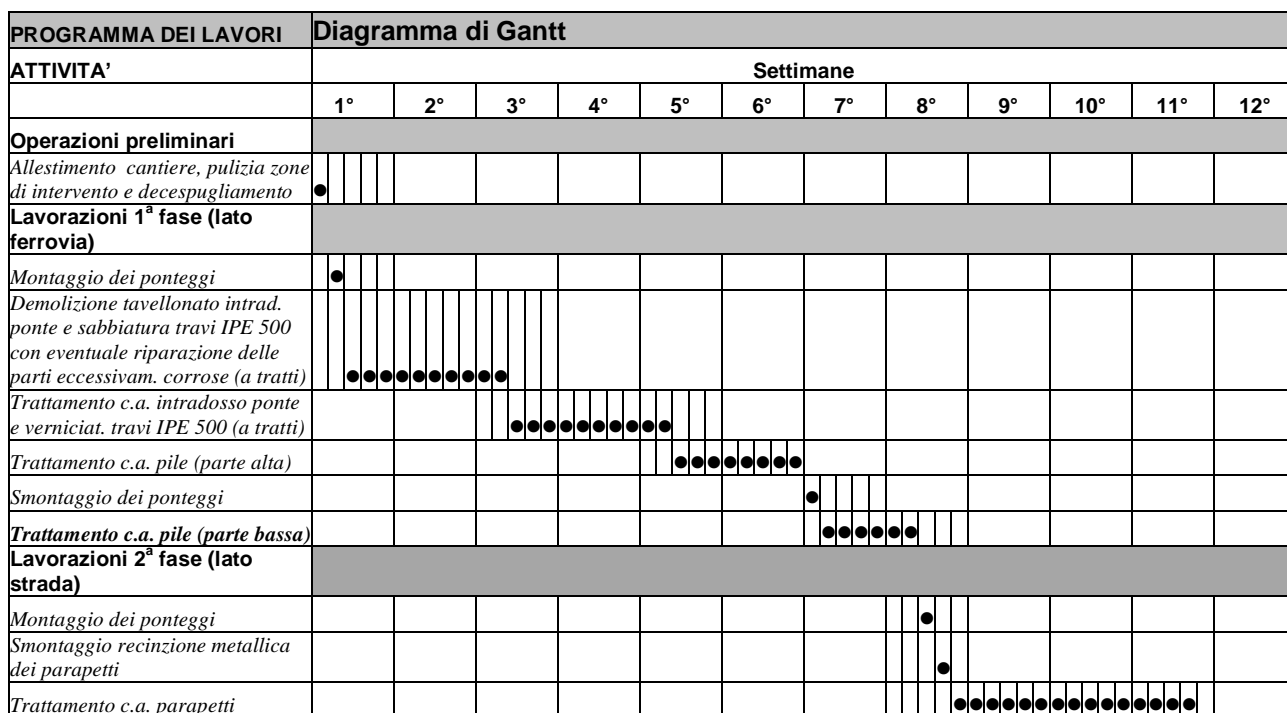 PROGRAMMA DEI LAVORI Diagramma di Gantt
ATTIVITA’ Settimane
1° 2° 3° 4° 5° 6° 7° 8° 9° 10° 11° 12°
Operazioni preliminari
Allestimento cantiere, pulizia zone
di intervento e decespugliamento
Lavorazioni 1ª fase (lato
ferrovia)
Montaggio dei ponteggi
Demolizione tavellonato intrad.
ponte e sabbiatura travi IPE 500
con eventuale riparazione delle
parti eccessivam. corrose (a tratti)
Trattamento c.a. intradosso ponte
e verniciat. travi IPE 500 (a tratti)
Trattamento c.a. pile (parte alta)
Smontaggio dei ponteggi
Trattamento c.a. pile (parte bassa)
Lavorazioni 2ª fase (lato
strada)
Montaggio dei ponteggi
Smontaggio recinzione metallica
dei parapetti
Trattamento c.a. parapetti